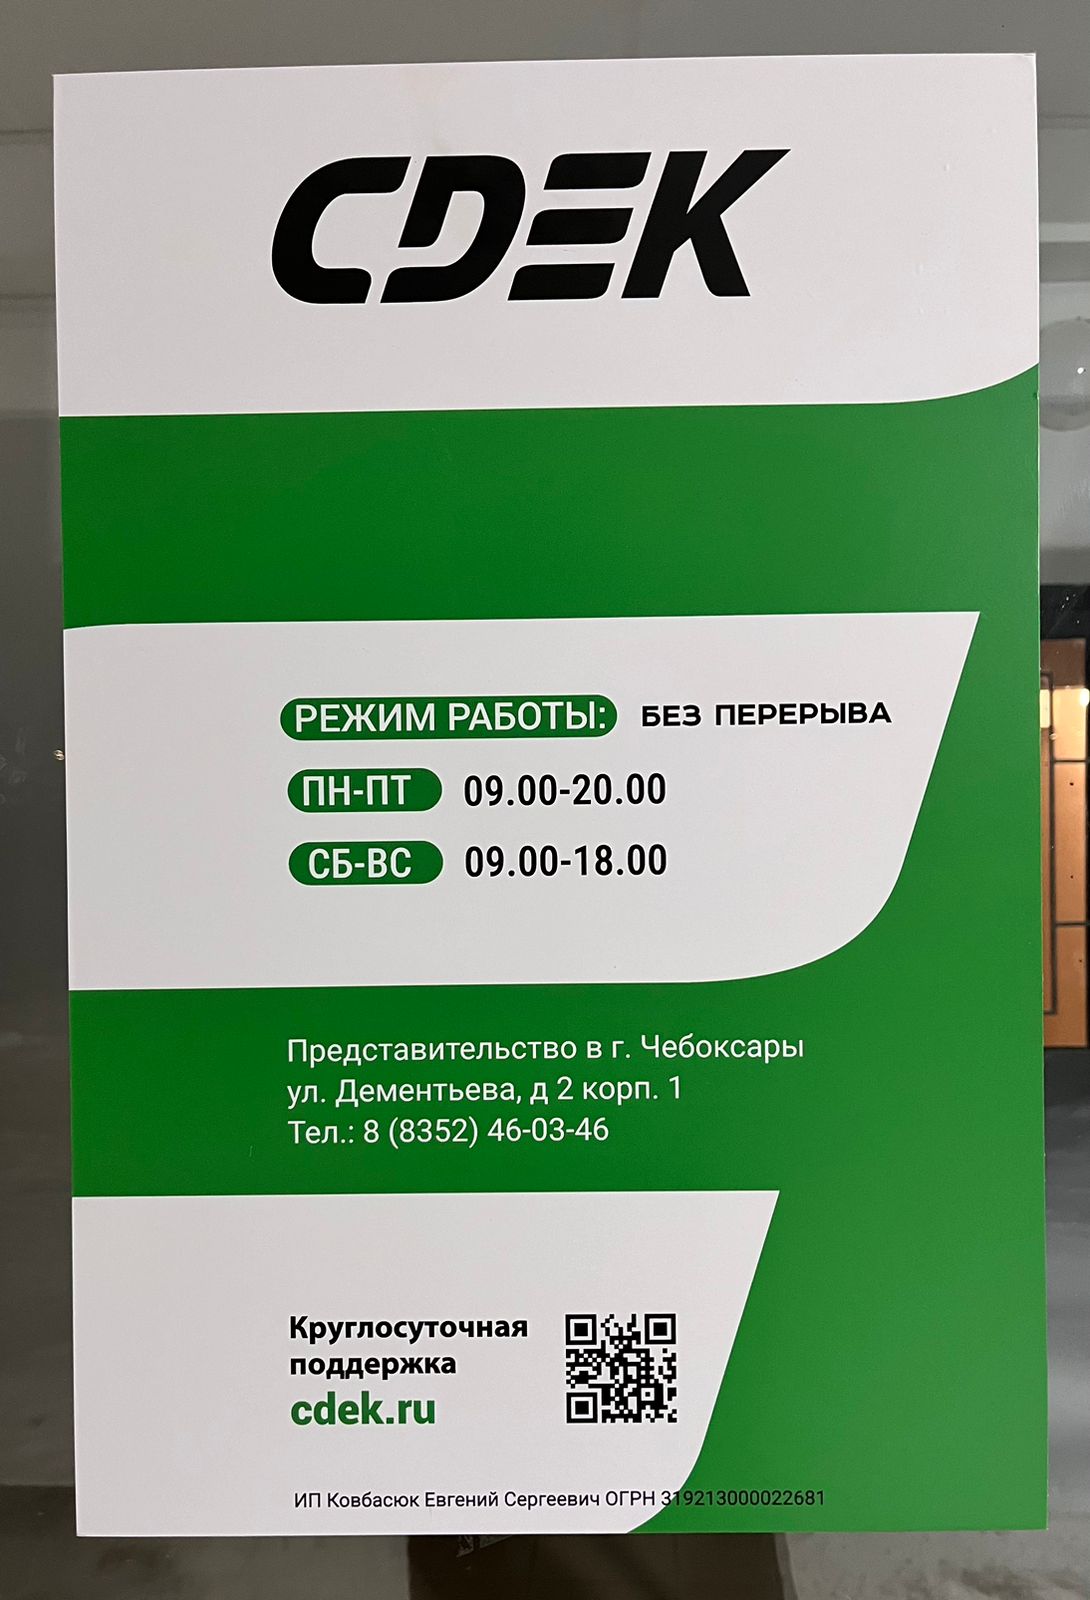 CDEK
РЕЖИМ РАБОТЫ: БЕЗ ПЕРЕРЫВА
ПН-ПТ 09.00-20.00
СБ-ВС 09.00-18.00
Представительство в г. Чебоксары
ул. Дементьева, д 2 корп. 1
Тел.: 8 (8352) 46-03-46
Круглосуточная
поддержка
cdek.ru
ИП Ковбасюк Евгений Сергеевич ОГРН 319213000022681